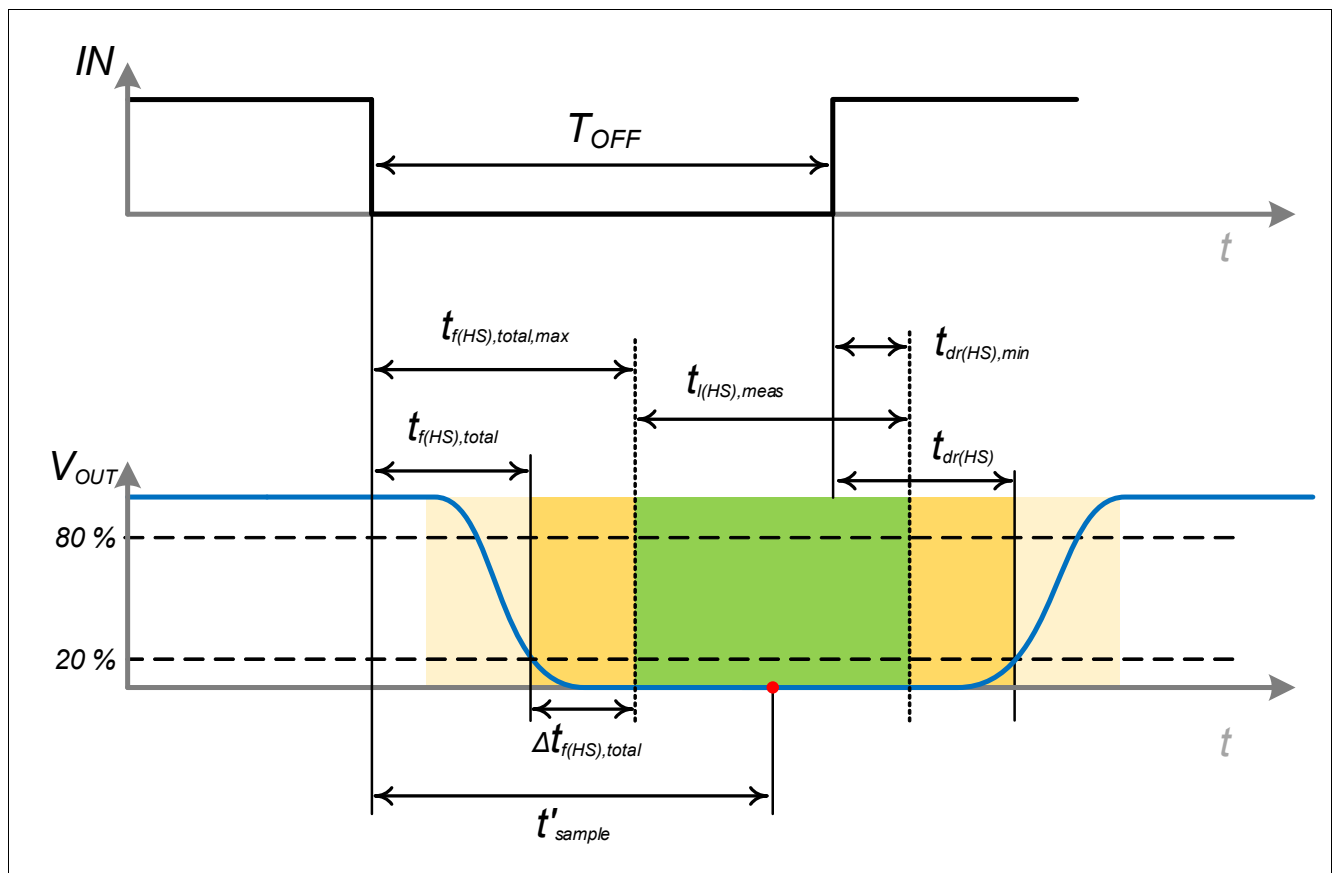 IN
T_OFF
t
t_f(HS),total,max
t_dr(HS),min
t_l(HS),meas
t_f(HS),total
t_dr(HS)
V_OUT
80 %
20 %
Δt_f(HS),total
t
t'_sample